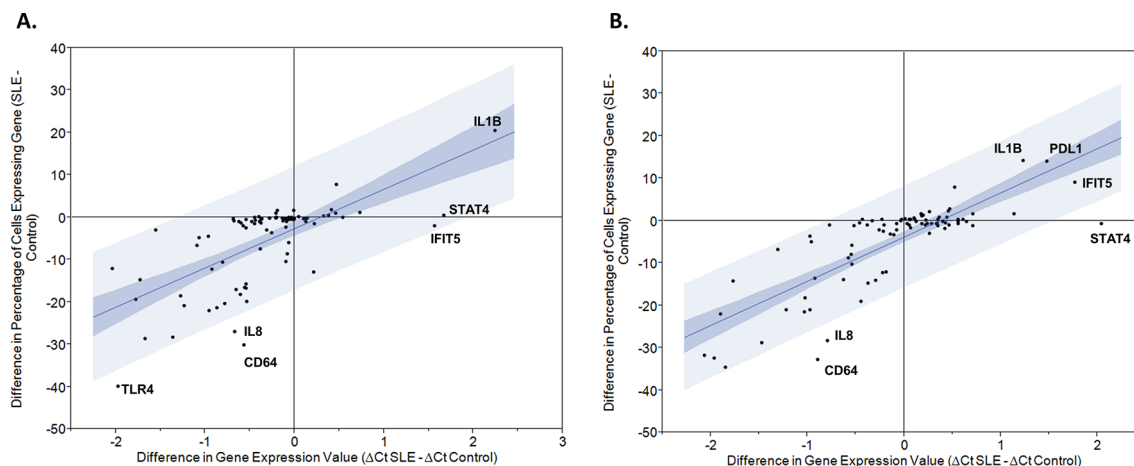 A.
Difference in Percentage of Cells Expressing Gene (SLE -
Control)
40
30
20
10
0
-10
-20
-30
-40
-50
IL1B
STAT4
IFIT5
IL8
CD64
TLR4
-2
-1
0
1
2
3
Difference in Gene Expression Value (ΔCt SLE - ΔCt Control)
B.
Difference in Percentage of Cells Expressing Gene (SLE -
Control)
40
30
20
10
0
-10
-20
-30
-40
-50
IL1B
PDL1
IFIT5
STAT4
IL8
CD64
-2
-1
0
1
2
Difference in Gene Expression Value (ΔCt SLE - ΔCt Control)